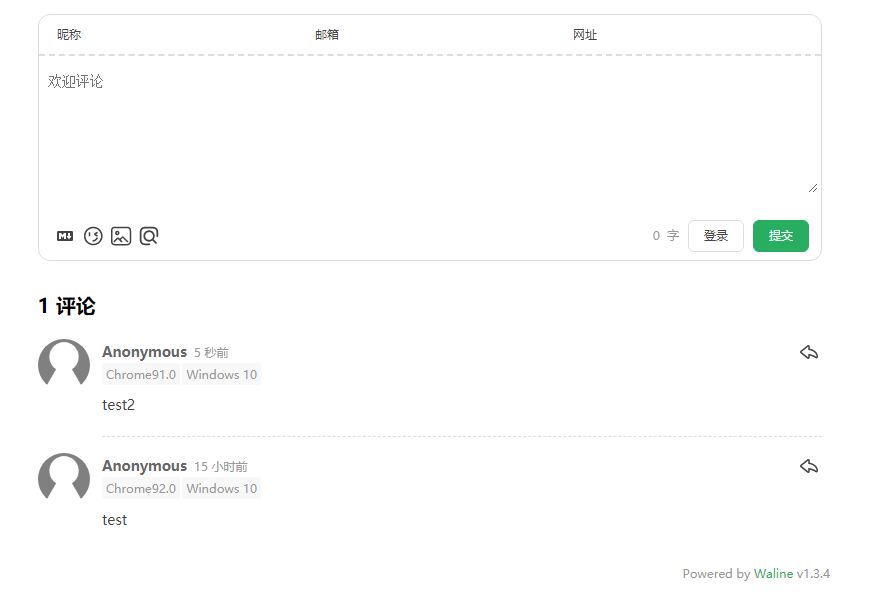 昵称 邮箱 网址
欢迎评论
M↓ 0 字 登录 提交
1 评论
Anonymous 5 秒前
Chrome91.0 Windows 10
test2
Anonymous 15 小时前
Chrome92.0 Windows 10
test
Powered by Waline v1.3.4